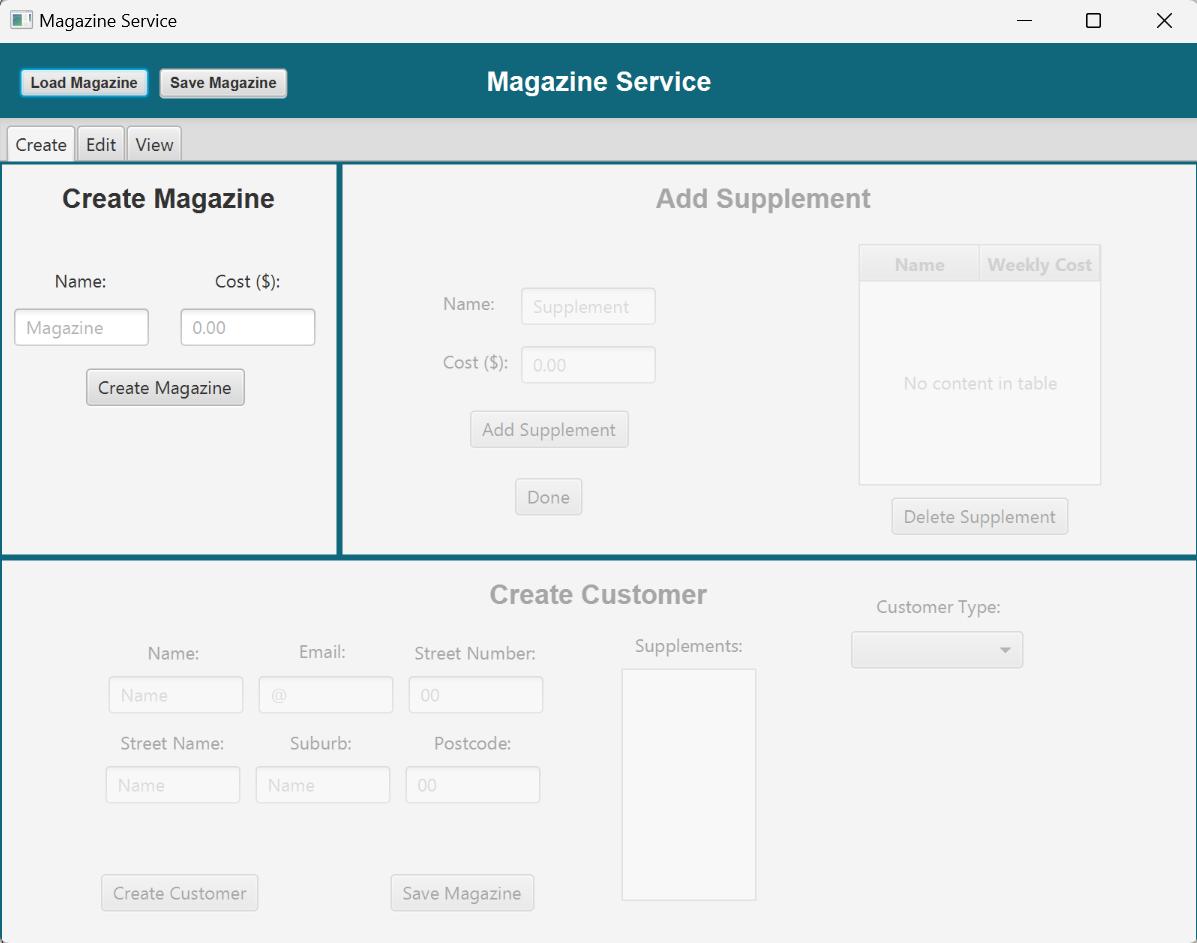 Magazine Service
Load Magazine
Save Magazine
Magazine Service
Create
Edit
View
Create Magazine
Name:
Cost ($):
Magazine
0.00
Create Magazine
Add Supplement
Name:
Supplement
Cost ($):
0.00
Add Supplement
Done
Name
Weekly Cost
No content in table
Delete Supplement
Create Customer
Name:
Email:
Street Number:
Name
@
00
Street Name:
Suburb:
Postcode:
Name
Name
00
Create Customer
Save Magazine
Supplements:
Customer Type: